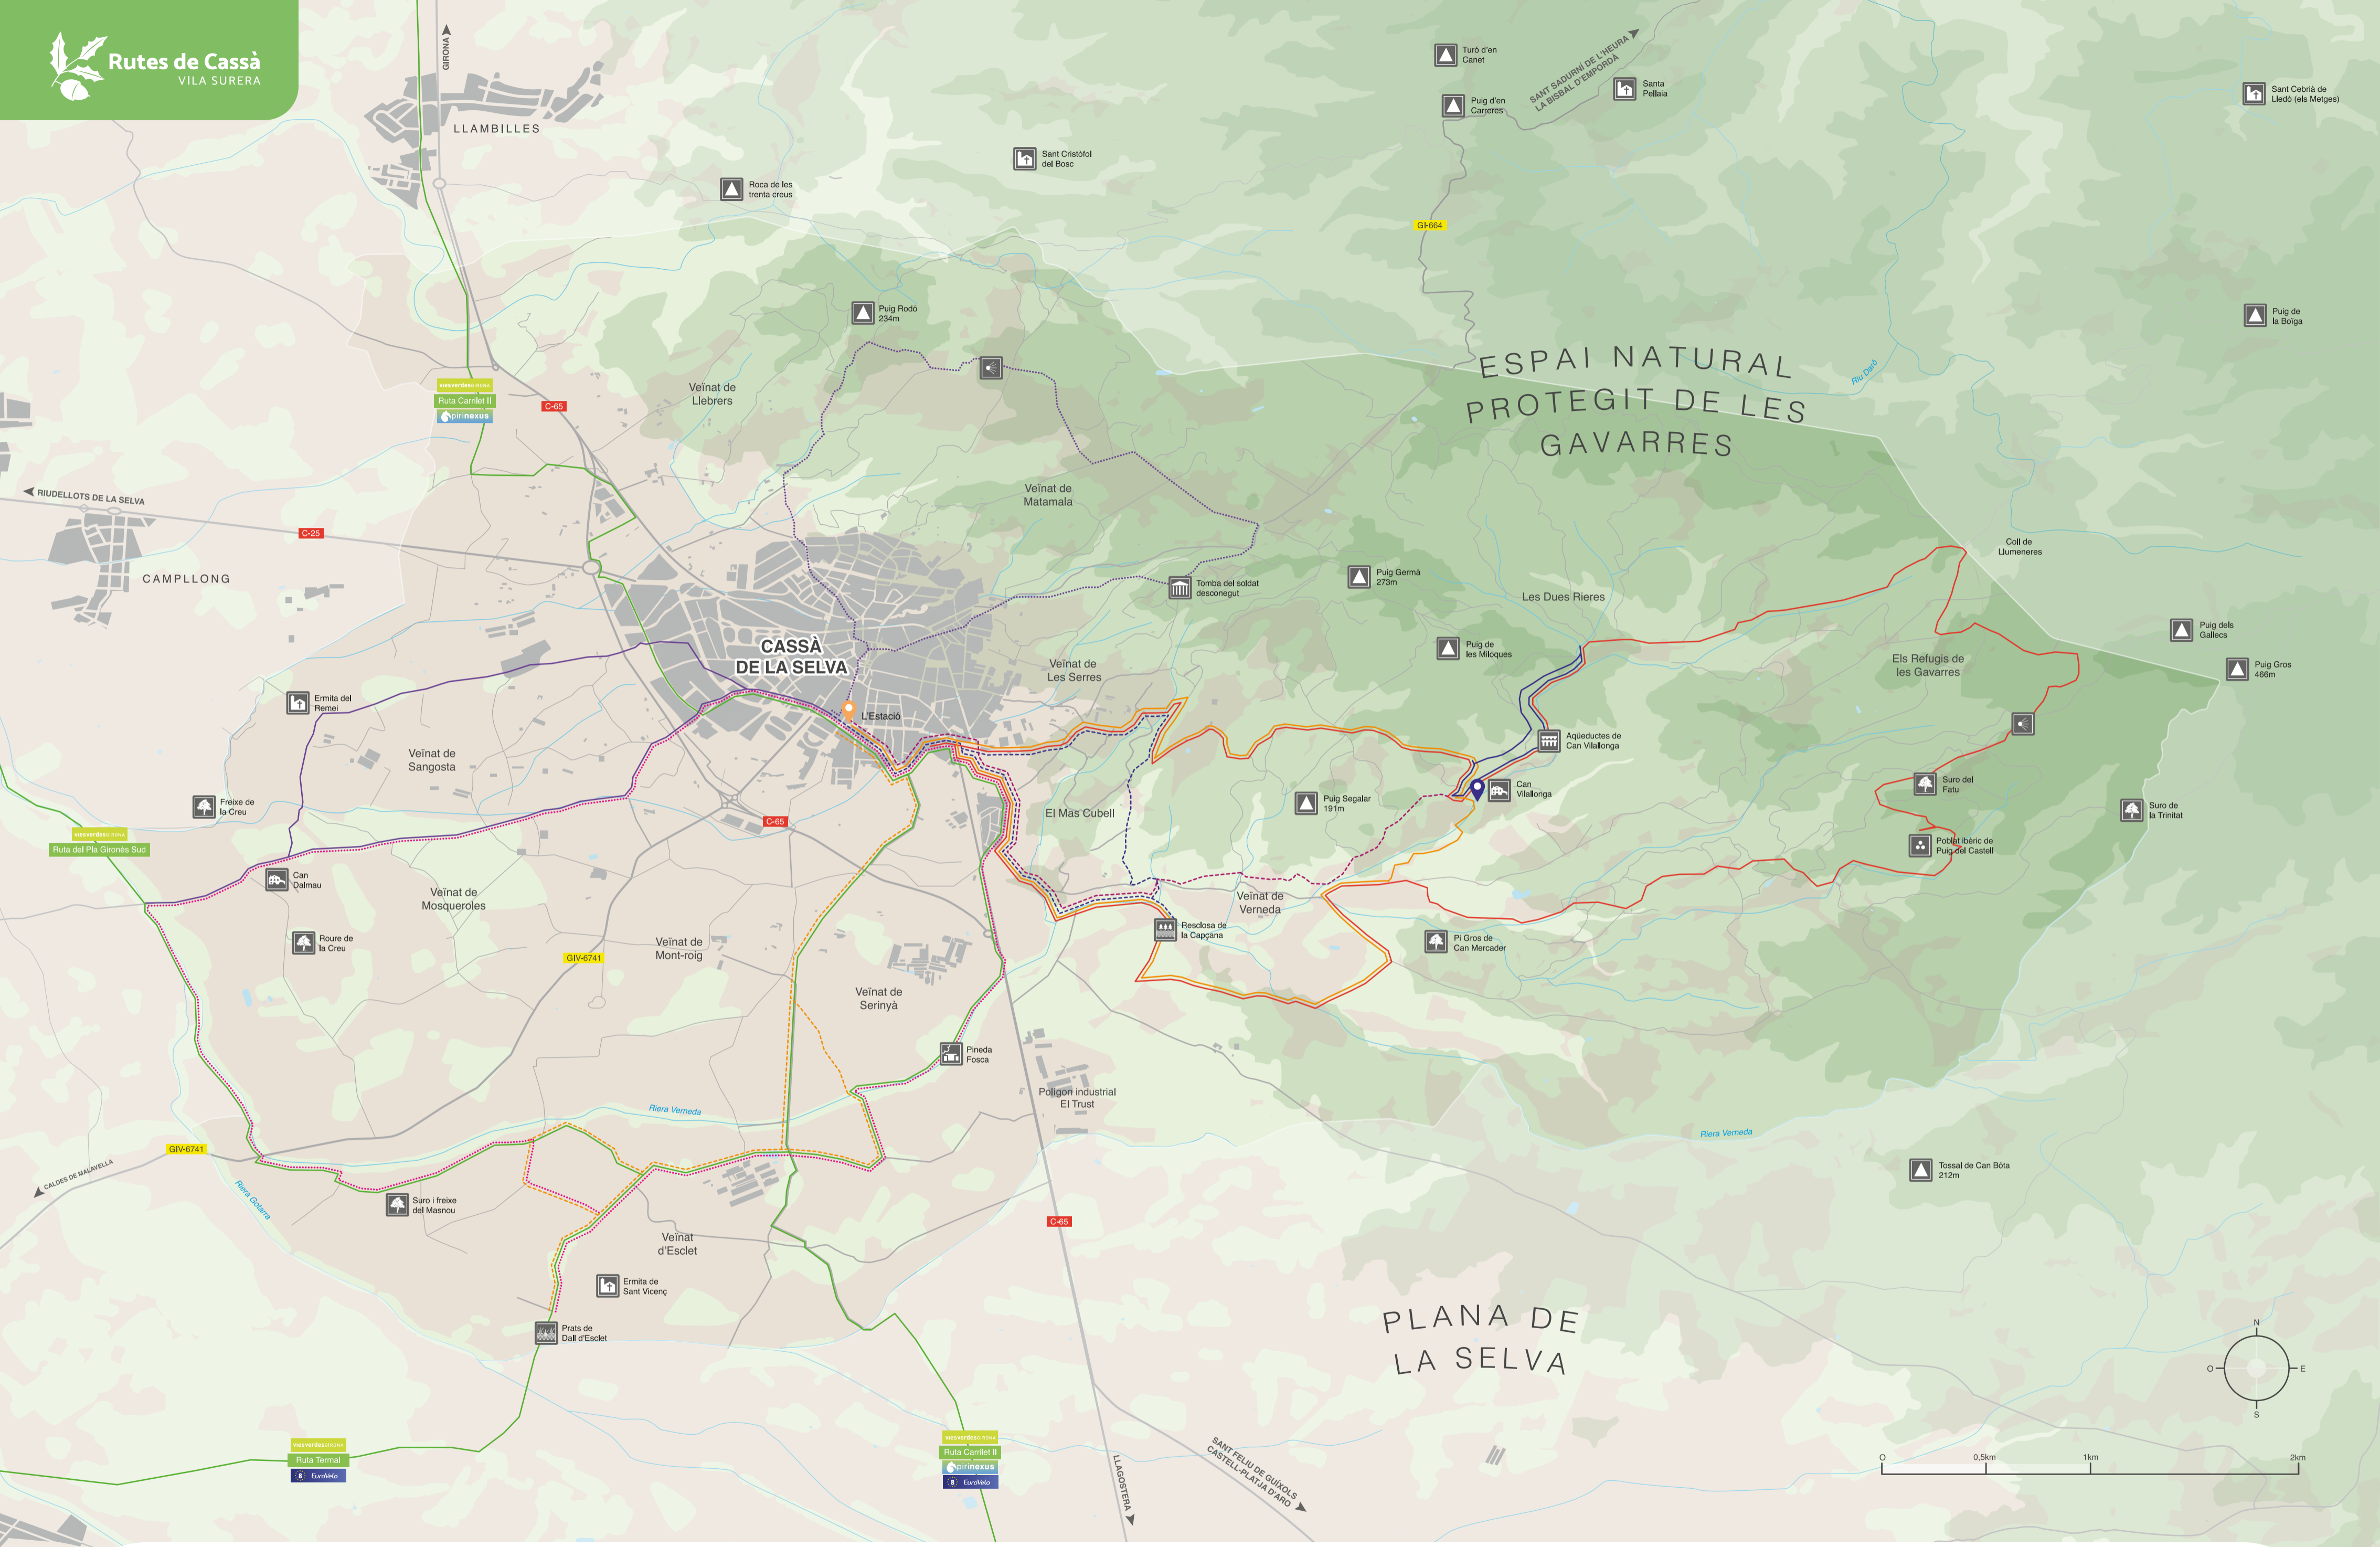 Rutes de Cassà
VILA SURERA
GIRONA
LLAMBILLES
Turò d'en
Canet
Puig d'en
Carreres
SANT SADURNÍ DE L'HEURA
LA BISBAL D'EMPORDÀ
Santa
Pellaia
Sant Cebrià de
Lledó (els Metges)
Sant Cristòfol
del Bosc
Roca de les
trenta creus
GI-664
Puig Rodó
234m
Puig de
la Boïga
ESPAI NATURAL
PROTEGIT DE LES
GAVARRES
Riu Daró
viesverdesGIRONA
Ruta Carrilet II
pirinexus
C-65
Veïnat de
Llebrers
RIUDELLOTS DE LA SELVA
C-25
CAMPLLONG
Veïnat de
Matamala
Coll de
Llumeneres
Tomba del soldat
desconegut
Puig Germà
273m
Les Dues Rieres
Puig dels
Gallecs
CASSÀ
DE LA SELVA
Veïnat de
Les Serres
Puig de
les Miloques
Els Refugis de
les Gavarres
Puig Gros
466m
Ermita del
Remei
L'Estació
Aqüeductes de
Can Vilallonga
Veïnat de
Sangosta
Freixe de
la Creu
C-65
El Mas Cubell
Puig Segalar
191m
Can
Vilallonga
Suro del
Fatu
Suro de
la Trinitat
viesverdesGIRONA
Ruta del Pla Gironès Sud
Poblat ibèric de
Puig del Castell
Can
Dalmau
Veïnat de
Mosqueroles
Veïnat de
Verneda
Resclosa de
la Capçana
Roure de
la Creu
Veïnat de
Mont-roig
Pi Gros de
Can Mercader
GIV-6741
Veïnat de
Serinyà
Pineda
Fosca
Polígon industrial
El Trust
Riera Verneda
Riera Verneda
GIV-6741
CALDES DE MALAVELLA
Riera Gotarra
Suro i freixe
del Masnou
Tossal de Can Bóta
212m
C-65
Veïnat
d'Esclet
Ermita de
Sant Vicenç
Prats de
Dall d'Esclet
PLANA DE
LA SELVA
N
O
E
S
viesverdesGIRONA
Ruta Termal
8 EuroVelo
viesverdesGIRONA
Ruta Carrilet II
pirinexus
8 EuroVelo
LLAGOSTERA
SANT FELIU DE GUÍXOLS
CASTELL-PLATJA D'ARO
0
0,5km
1km
2km